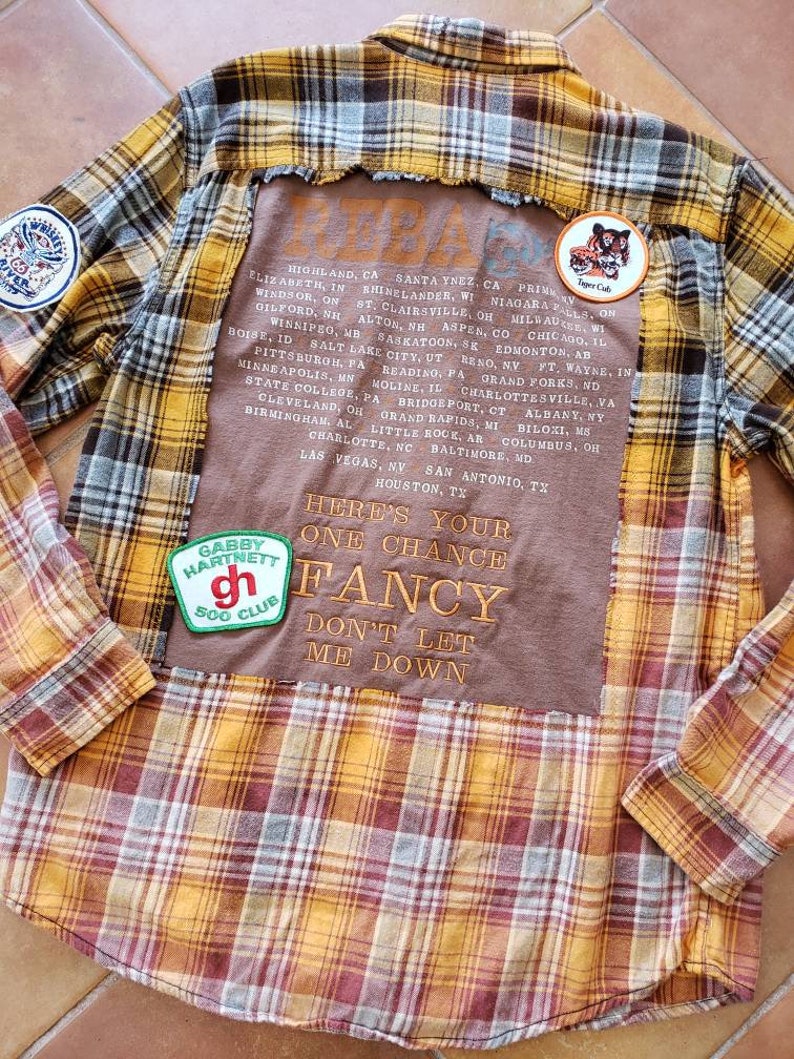 REBA
HIGHLAND, CA SANTA YNEZ, CA PRIMM, NV
ELIZABETH, IN RHINELANDER, WI NIAGARA FALLS, ON
WINDSOR, ON ST. CLAIRSVILLE, OH MILWAUKEE, WI
GILFORD, NH ALTON, NH ASPEN, CO CHICAGO, IL
WINNIPEG, MB SASKATOON, SK EDMONTON, AB
BOISE, ID SALT LAKE CITY, UT RENO, NV FT. WAYNE, IN
PITTSBURGH, PA READING, PA GRAND FORKS, ND
MINNEAPOLIS, MN MOLINE, IL CHARLOTTESVILLE, VA
STATE COLLEGE, PA BRIDGEPORT, CT ALBANY, NY
CLEVELAND, OH GRAND RAPIDS, MI BILOXI, MS
BIRMINGHAM, AL LITTLE ROCK, AR COLUMBUS, OH
CHARLOTTE, NC BALTIMORE, MD
LAS VEGAS, NV SAN ANTONIO, TX
HOUSTON, TX
HERE'S YOUR
ONE CHANCE
FANCY
DON'T LET
ME DOWN
Tiger Cub
GABBY
HARTNETT
gh
500 CLUB
WHISKEY